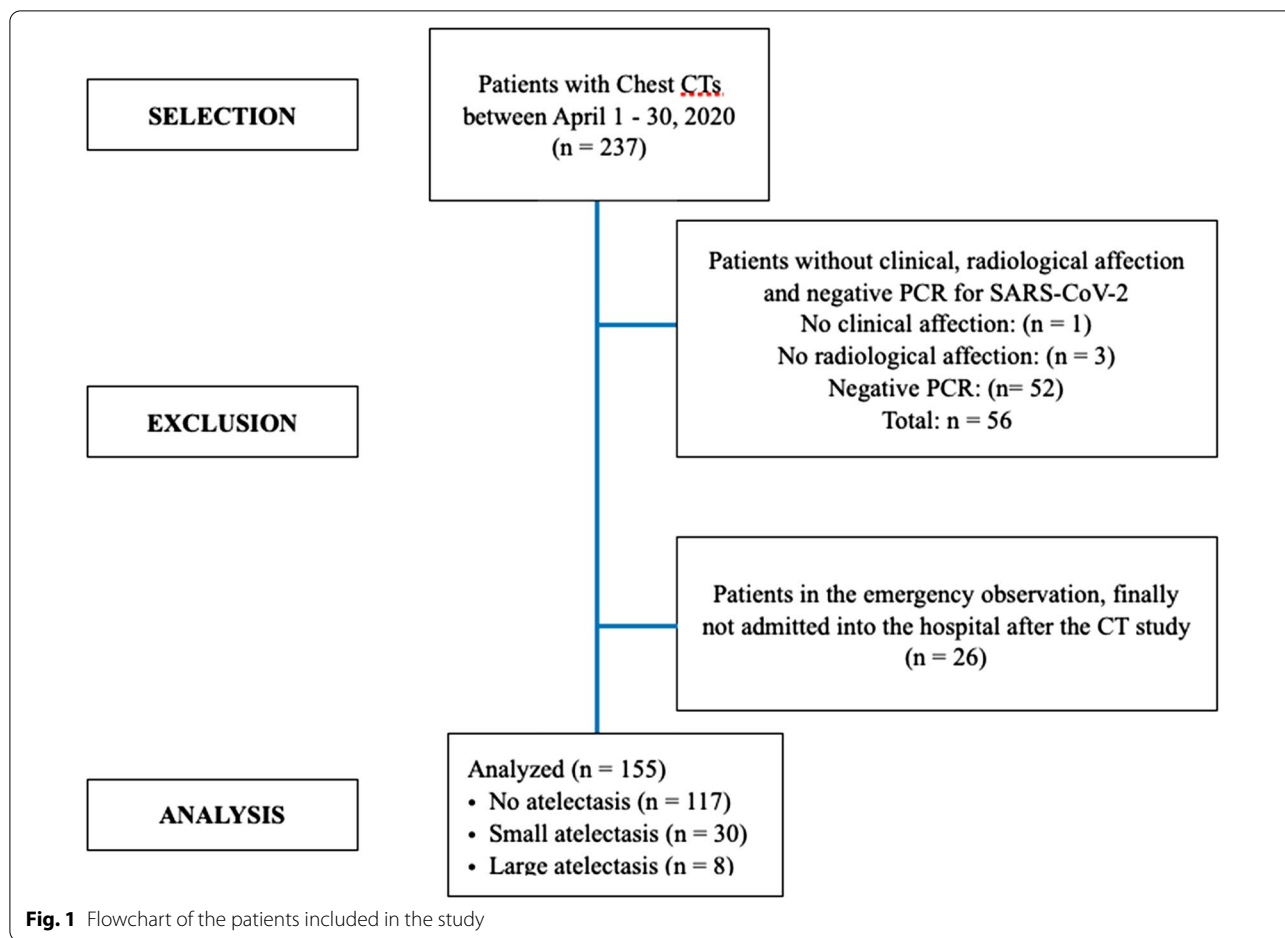 SELECTION
Patients with Chest CTs
between April 1 - 30, 2020
(n = 237)
Patients without clinical, radiological affection
and negative PCR for SARS-CoV-2
No clinical affection: (n = 1)
No radiological affection: (n = 3)
Negative PCR: (n= 52)
Total: n = 56
EXCLUSION
Patients in the emergency observation, finally
not admitted into the hospital after the CT study
(n = 26)
ANALYSIS
Analyzed (n = 155)
• No atelectasis (n = 117)
• Small atelectasis (n = 30)
• Large atelectasis (n = 8)
Fig. 1 Flowchart of the patients included in the study